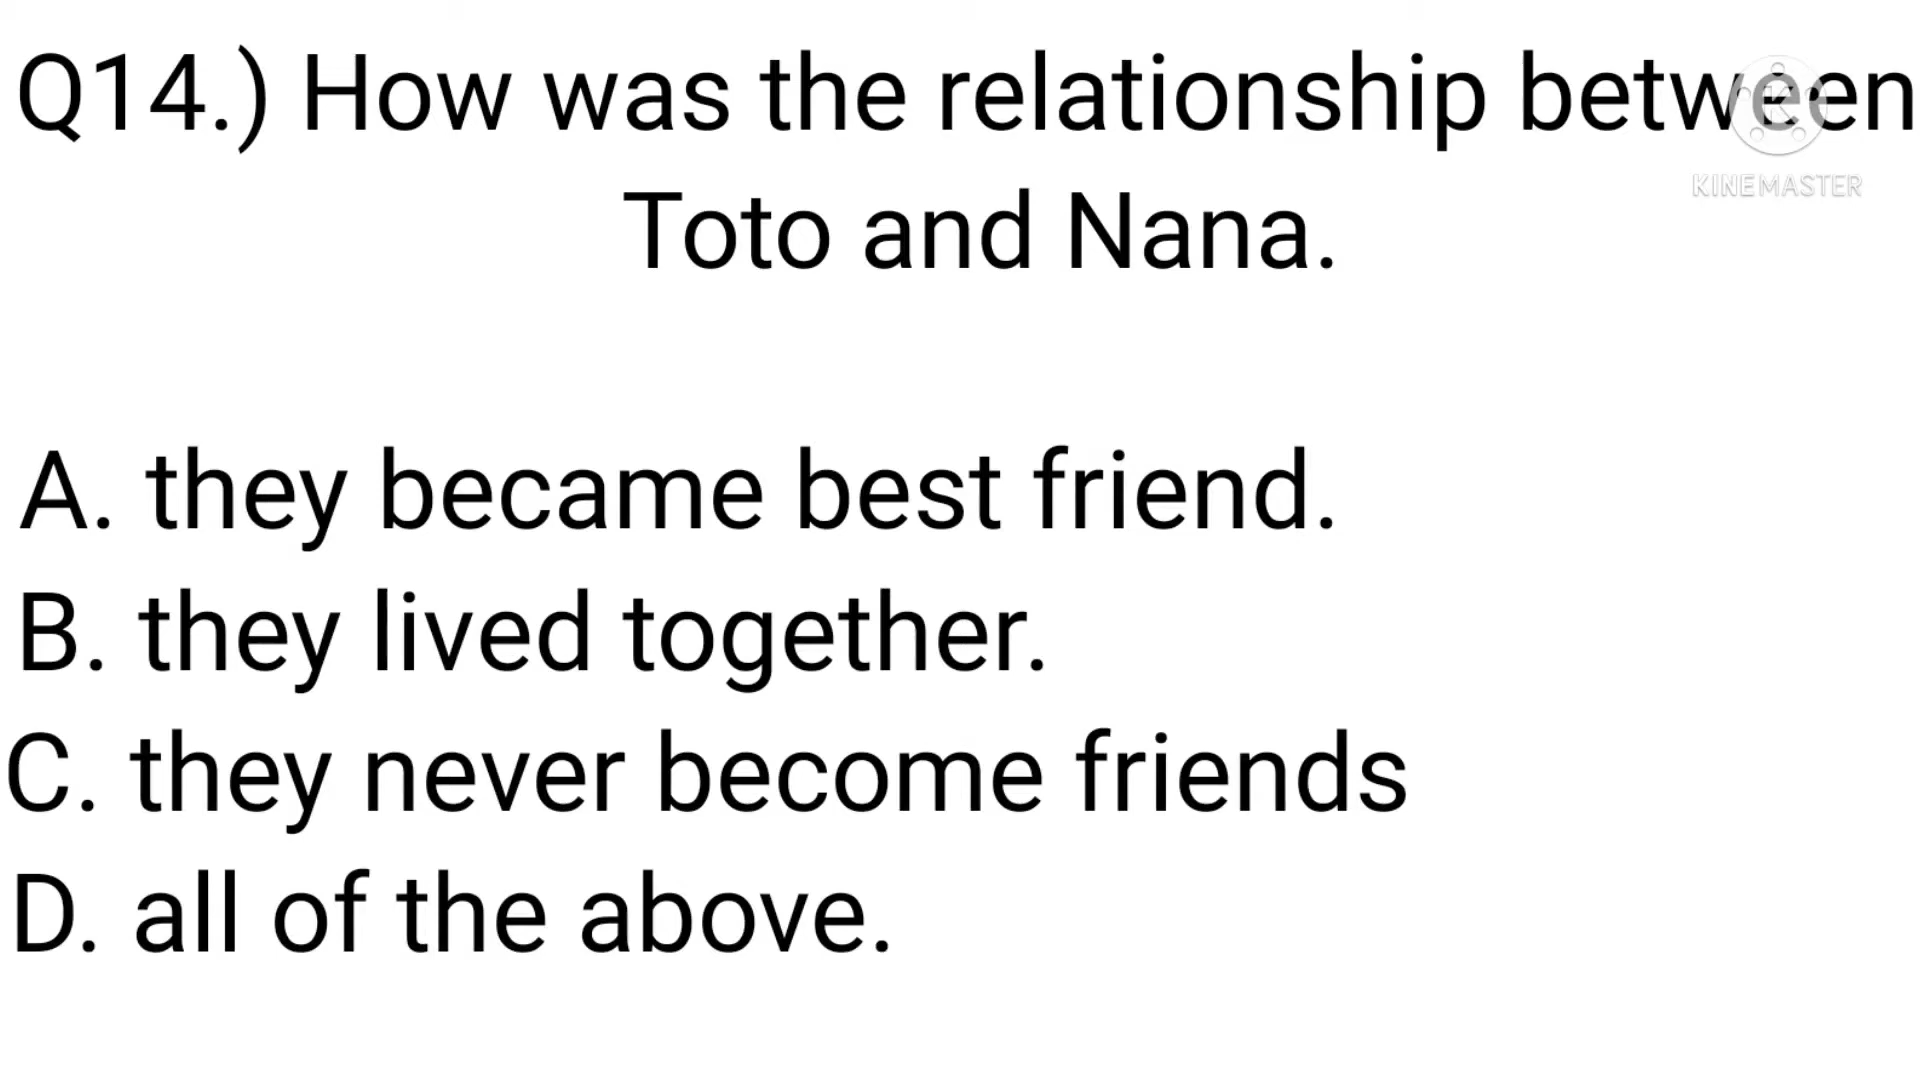 Q14.) How was the relationship between
Toto and Nana.
A. they became best friend.
B. they lived together.
C. they never become friends
D. all of the above.
KINEMASTER